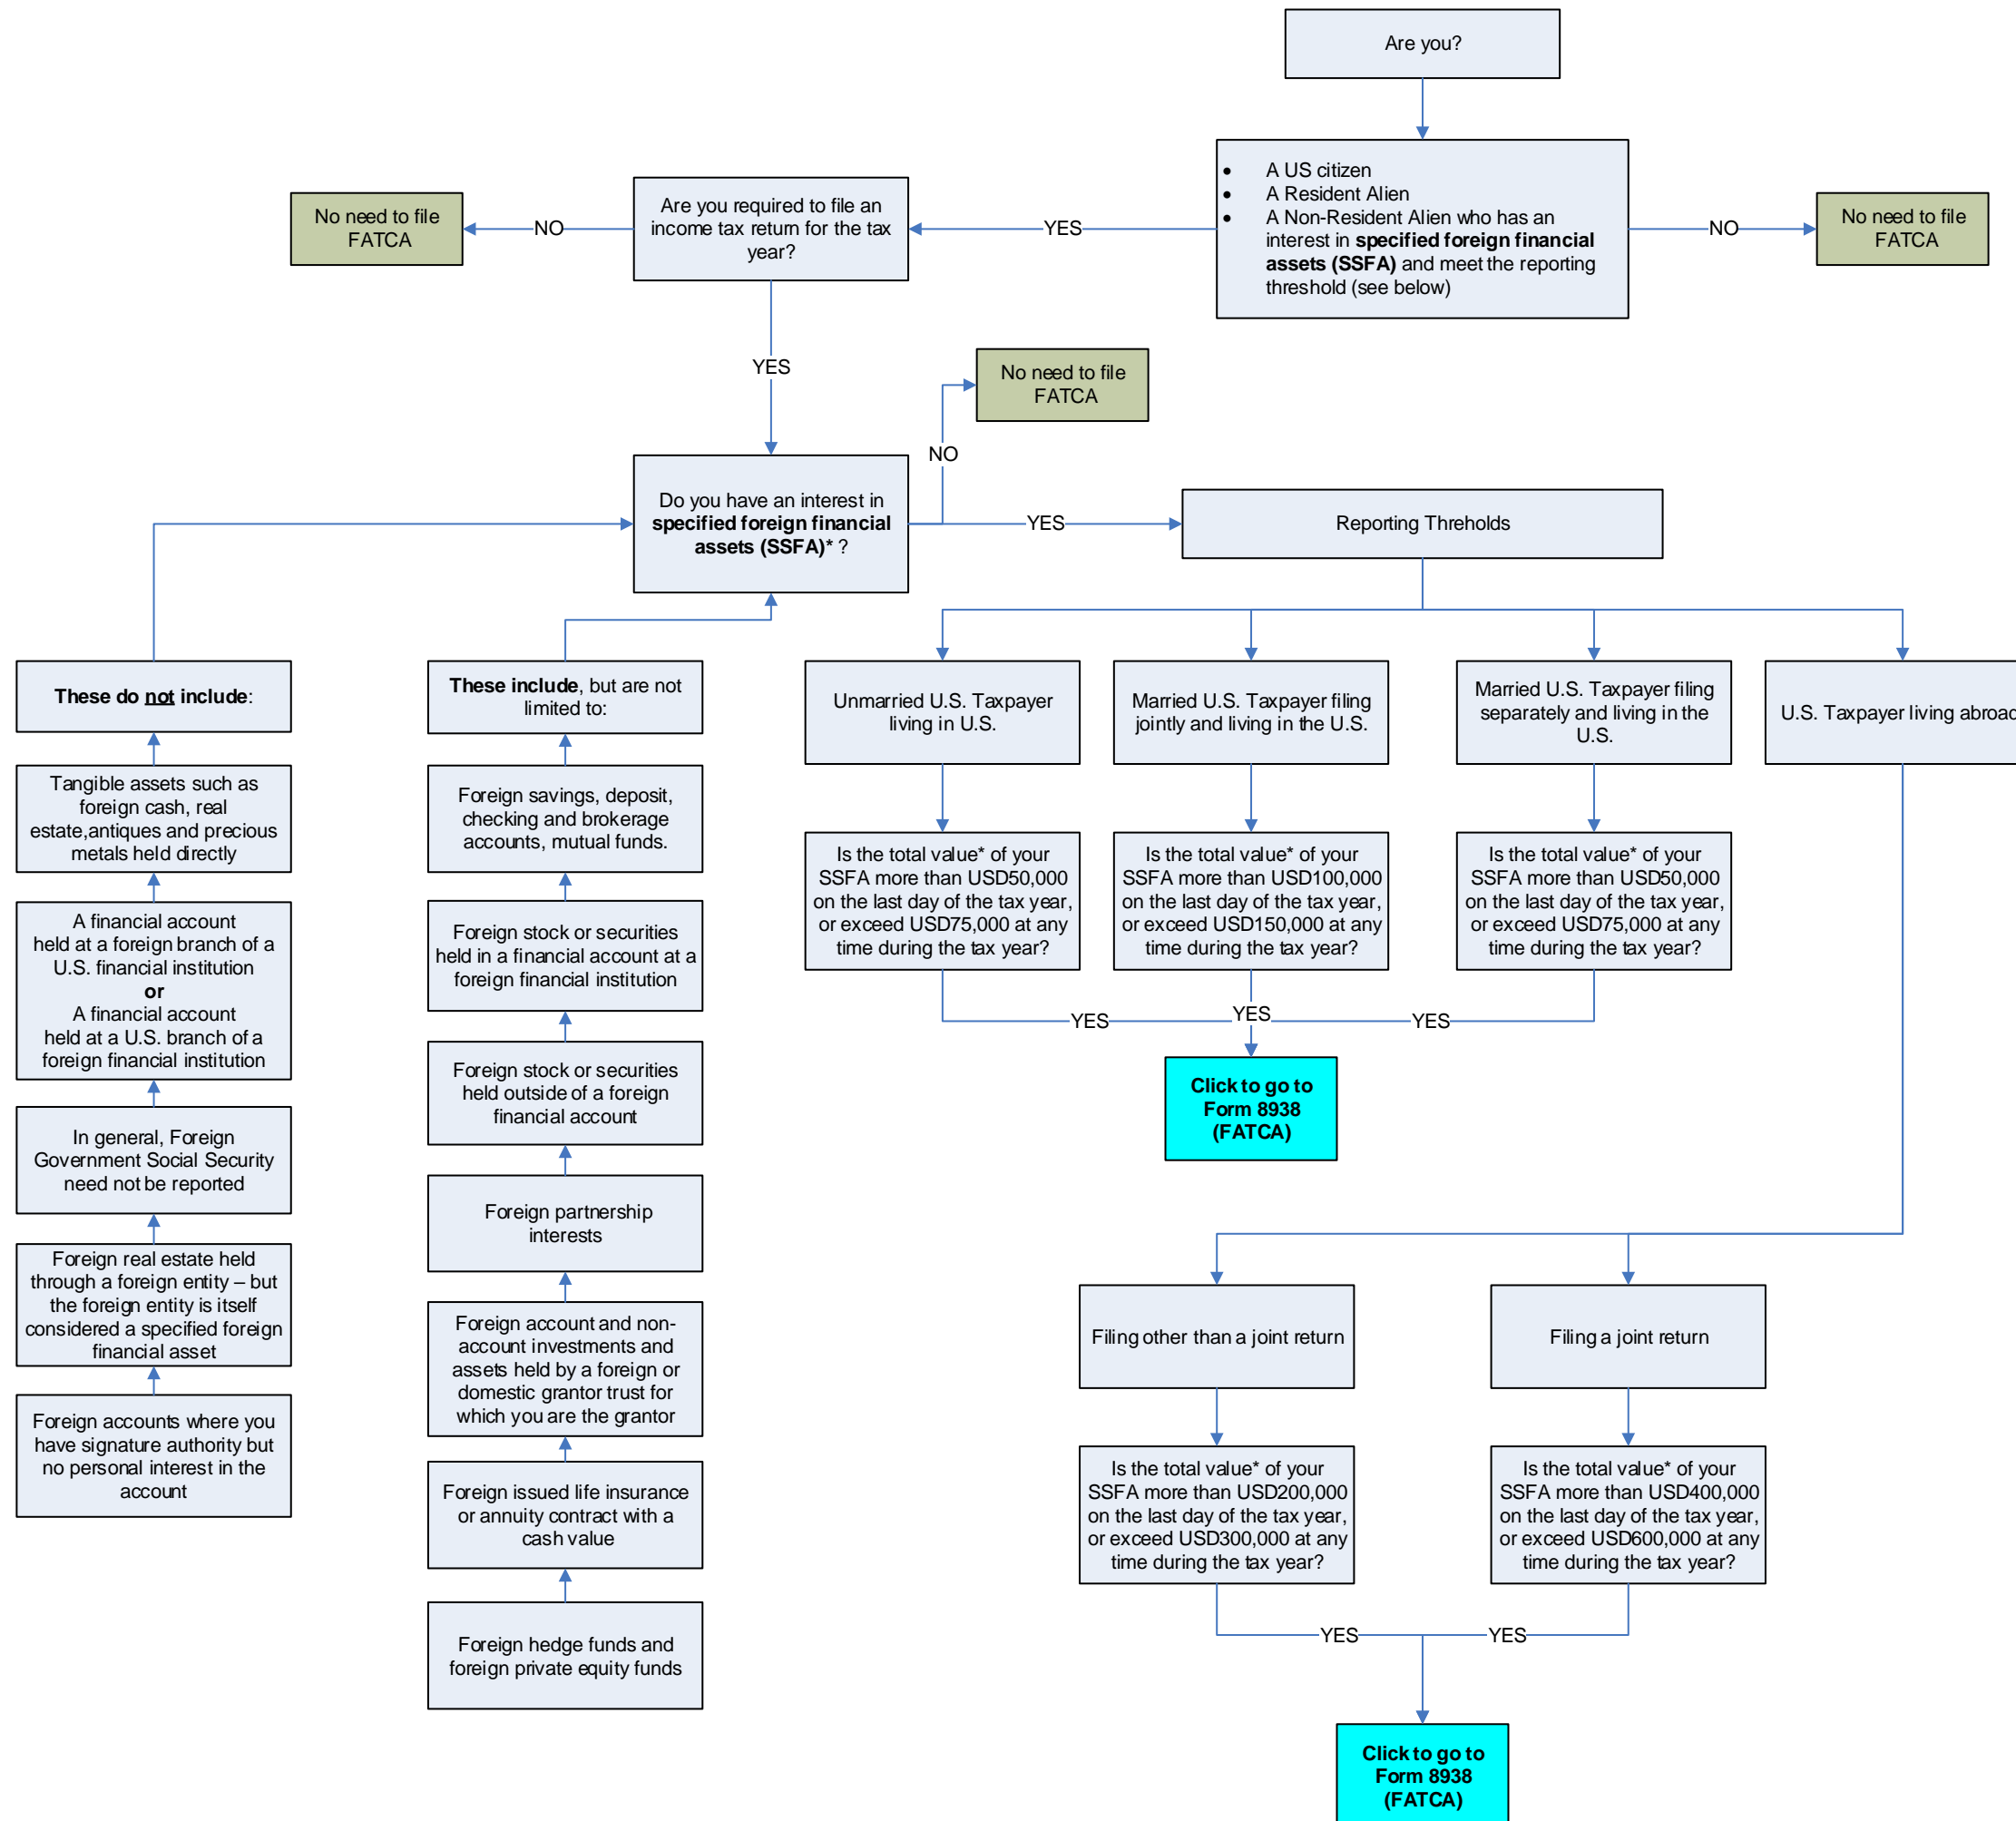 Are you?
• A US citizen
• A Resident Alien
• A Non-Resident Alien who has an
interest in specified foreign financial
assets (SSFA) and meet the reporting
threshold (see below)
NO
No need to file
FATCA
YES
Are you required to file an
income tax return for the tax
year?
NO
No need to file
FATCA
YES
No need to file
FATCA
NO
Do you have an interest in
specified foreign financial
assets (SSFA)* ?
YES
Reporting Threholds
These do not include:
Tangible assets such as
foreign cash, real
estate,antiques and precious
metals held directly
A financial account
held at a foreign branch of a
U.S. financial institution
or
A financial account
held at a U.S. branch of a
foreign financial institution
In general, Foreign
Government Social Security
need not be reported
Foreign real estate held
through a foreign entity – but
the foreign entity is itself
considered a specified foreign
financial asset
Foreign accounts where you
have signature authority but
no personal interest in the
account
These include, but are not
limited to:
Foreign savings, deposit,
checking and brokerage
accounts, mutual funds.
Foreign stock or securities
held in a financial account at a
foreign financial institution
Foreign stock or securities
held outside of a foreign
financial account
Foreign partnership
interests
Foreign account and non-
account investments and
assets held by a foreign or
domestic grantor trust for
which you are the grantor
Foreign issued life insurance
or annuity contract with a
cash value
Foreign hedge funds and
foreign private equity funds
Unmarried U.S. Taxpayer
living in U.S.
Married U.S. Taxpayer filing
jointly and living in the U.S.
Married U.S. Taxpayer filing
separately and living in the
U.S.
U.S. Taxpayer living abroad
Is the total value* of your
SSFA more than USD50,000
on the last day of the tax year,
or exceed USD75,000 at any
time during the tax year?
Is the total value* of your
SSFA more than USD100,000
on the last day of the tax year,
or exceed USD150,000 at any
time during the tax year?
Is the total value* of your
SSFA more than USD50,000
on the last day of the tax year,
or exceed USD75,000 at any
time during the tax year?
YES
YES
YES
Click to go to
Form 8938
(FATCA)
Filing other than a joint return
Filing a joint return
Is the total value* of your
SSFA more than USD200,000
on the last day of the tax year,
or exceed USD300,000 at any
time during the tax year?
Is the total value* of your
SSFA more than USD400,000
on the last day of the tax year,
or exceed USD600,000 at any
time during the tax year?
YES
YES
Click to go to
Form 8938
(FATCA)